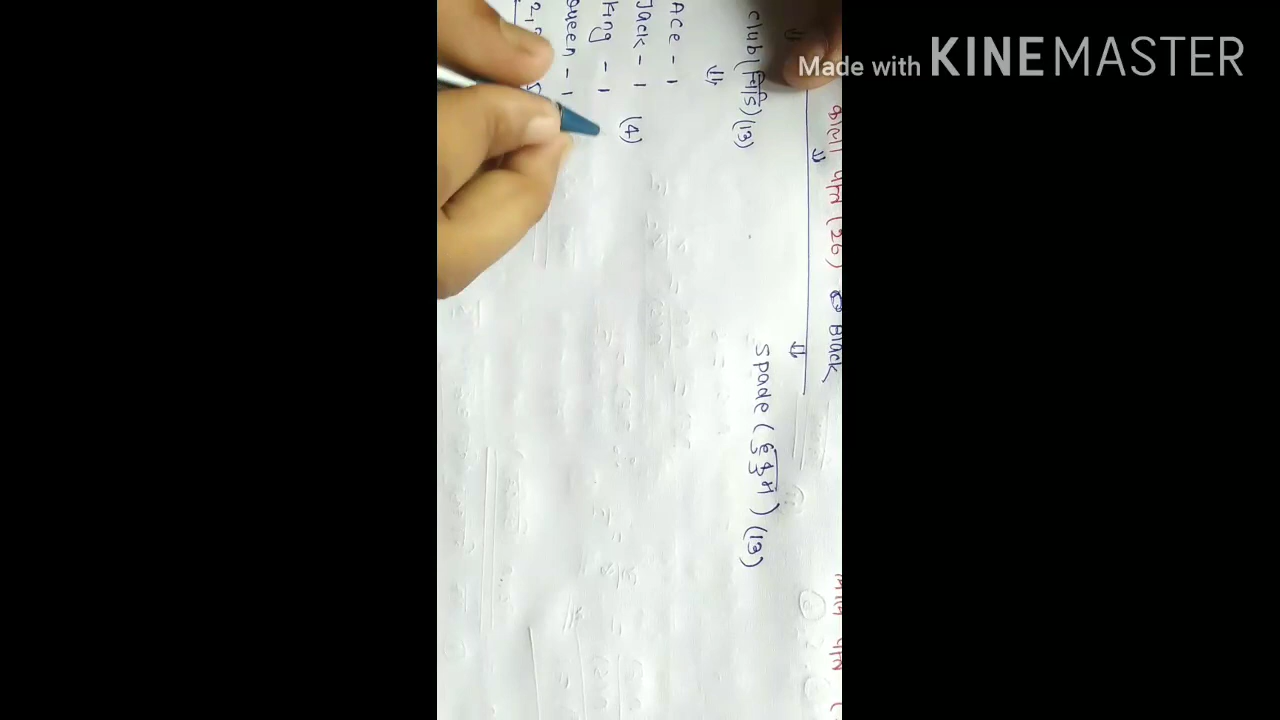 Made with KINEMASTER
काला पत्ते (26) Black
club (चिड़ि) (13)
Spade (हुकुम) (13)
ACe - 1
Jack - 1 (4)
king - 1
queen - 1